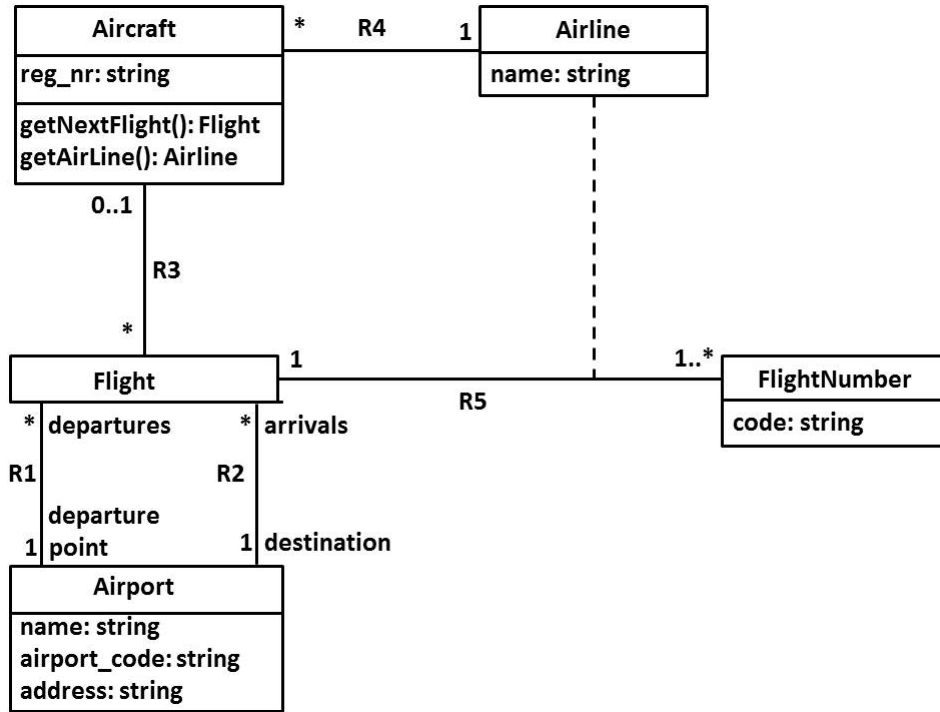 Aircraft
reg_nr: string
getNextFlight(): Flight
getAirLine(): Airline
* R4 1
Airline
name: string
0..1
R3
*
Flight
1 R5 1..*
FlightNumber
code: string
* departures
* arrivals
R1
R2
departure
1 point
1 destination
Airport
name: string
airport_code: string
address: string